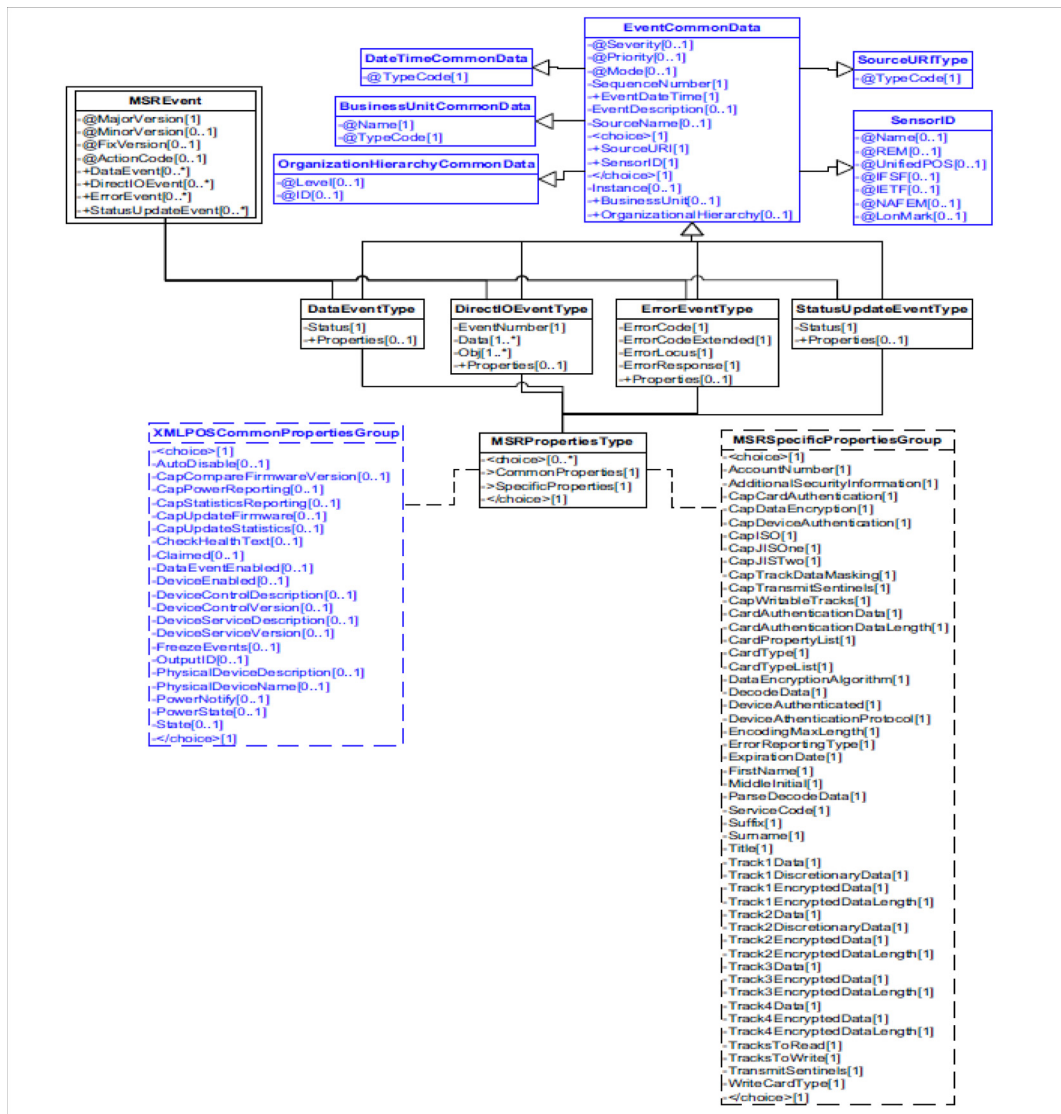 EventCommonData
-@Severity[0..1]
-@Priority[0..1]
-@Mode[0..1]
-SequenceNumber[1]
-+EventDateTime[1]
-EventDescription[0..1]
-SourceName[0..1]
-<choice>[1]
-+SourceURI[1]
-+SensorID[1]
-</choice>[1]
-Instance[0..1]
-+BusinessUnit[0..1]
-+OrganizationalHierarchy[0..1]
DateTimeCommonData
-@TypeCode[1]
BusinessUnitCommonData
-@Name[1]
-@TypeCode[1]
OrganizationHierarchyCommonData
-@Level[0..1]
-@ID[0..1]
SourceURIType
-@TypeCode[1]
SensorID
-@Name[0..1]
-@REM[0..1]
-@UnifiedPOS[0..1]
-@IFSF[0..1]
-@IETF[0..1]
-@NAFEM[0..1]
-@LonMark[0..1]
MSREvent
-@MajorVersion[1]
-@MinorVersion[0..1]
-@FixVersion[0..1]
-@ActionCode[0..1]
-+DataEvent[0..*]
-+DirectIOEvent[0..*]
-+ErrorEvent[0..*]
-+StatusUpdateEvent[0..*]
DataEventType
-Status[1]
-+Properties[0..1]
DirectIOEventType
-EventNumber[1]
-Data[1..*]
-Obj[1..*]
-+Properties[0..1]
ErrorEventType
-ErrorCode[1]
-ErrorCodeExtended[1]
-ErrorLocus[1]
-ErrorResponse[1]
-+Properties[0..1]
StatusUpdateEventType
-Status[1]
-+Properties[0..1]
XMLPOSCommonPropertiesGroup
-<choice>[1]
-AutoDisable[0..1]
-CapCompareFirmwareVersion[0..1]
-CapPowerReporting[0..1]
-CapStatisticsReporting[0..1]
-CapUpdateFirmware[0..1]
-CapUpdateStatistics[0..1]
-CheckHealthText[0..1]
-Claimed[0..1]
-DataEventEnabled[0..1]
-DeviceEnabled[0..1]
-DeviceControlDescription[0..1]
-DeviceControlVersion[0..1]
-DeviceServiceDescription[0..1]
-DeviceServiceVersion[0..1]
-FreezeEvents[0..1]
-OutputID[0..1]
-PhysicalDeviceDescription[0..1]
-PhysicalDeviceName[0..1]
-PowerNotify[0..1]
-PowerState[0..1]
-State[0..1]
-</choice>[1]
MSRPropertiesType
-<choice>[0..*]
->CommonProperties[1]
->SpecificProperties[1]
-</choice>[1]
MSRSpecificPropertiesGroup
-<choice>[1]
-AccountNumber[1]
-AdditionalSecurityInformation[1]
-CapCardAuthentication[1]
-CapDataEncryption[1]
-CapDeviceAuthentication[1]
-CapISO[1]
-CapJISOne[1]
-CapJISTwo[1]
-CapTrackDataMasking[1]
-CapTransmitSentinels[1]
-CapWritableTracks[1]
-CardAuthenticationData[1]
-CardAuthenticationDataLength[1]
-CardPropertyList[1]
-CardType[1]
-CardTypeList[1]
-DataEncryptionAlgorithm[1]
-DecodeData[1]
-DeviceAuthenticated[1]
-DeviceAthenticationProtocol[1]
-EncodingMaxLength[1]
-ErrorReportingType[1]
-ExpirationDate[1]
-FirstName[1]
-MiddleInitial[1]
-ParseDecodeData[1]
-ServiceCode[1]
-Suffix[1]
-Surname[1]
-Title[1]
-Track1Data[1]
-Track1DiscretionaryData[1]
-Track1EncryptedData[1]
-Track1EncryptedDataLength[1]
-Track2Data[1]
-Track2DiscretionaryData[1]
-Track2EncryptedData[1]
-Track2EncryptedDataLength[1]
-Track3Data[1]
-Track3EncryptedData[1]
-Track3EncryptedDataLength[1]
-Track4Data[1]
-Track4EncryptedData[1]
-Track4EncryptedDataLength[1]
-TracksToRead[1]
-TracksToWrite[1]
-TransmitSentinels[1]
-WriteCardType[1]
-</choice>[1]